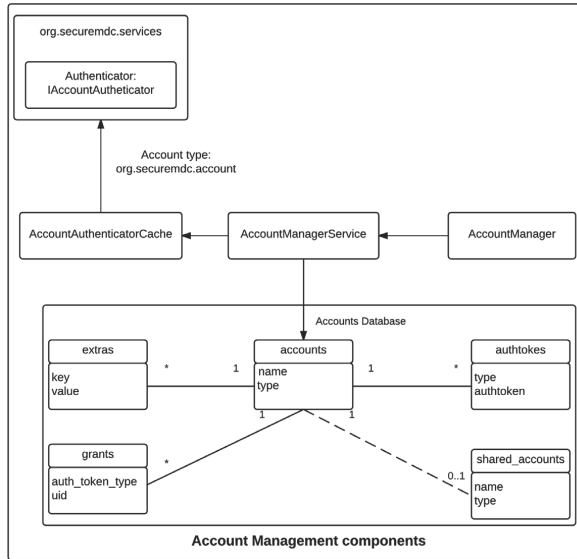 org.securemdc.services
Authenticator:
IAccountAutheticator
Account type:
org.securemdc.account
AccountAuthenticatorCache
AccountManagerService
AccountManager
Accounts Database
extras
accounts
authtokes
key
value
*
1
name
type
1
*
type
authtoken
1
1
grants
*
auth_token_type
uid
shared_accounts
0..1
name
type
Account Management components